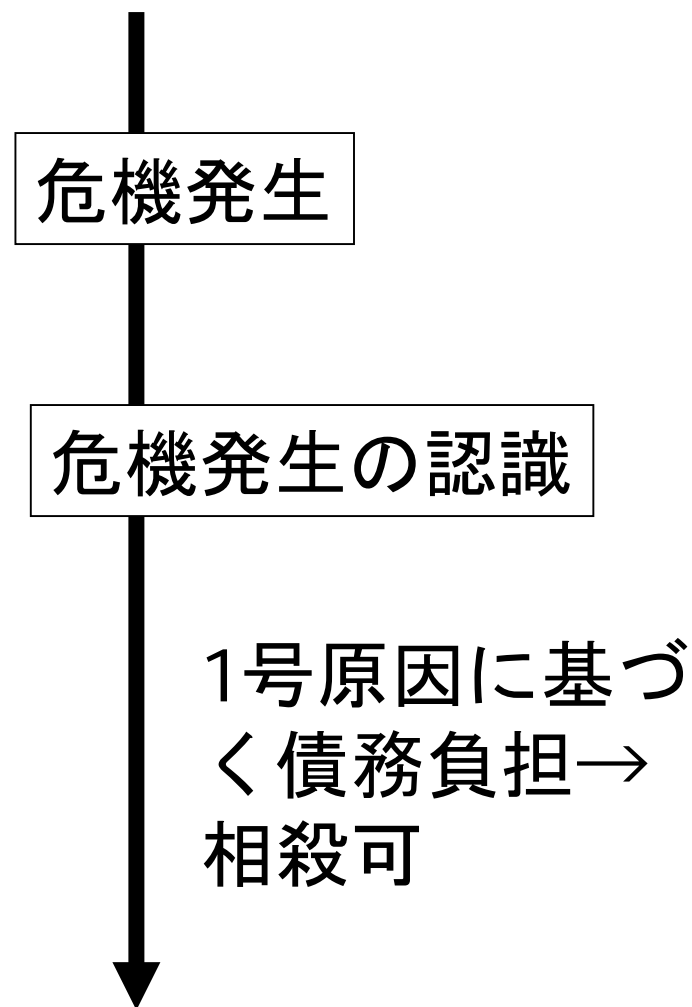 危機発生
危機発生の認識
1号原因に基づ
く債務負担→
相殺可